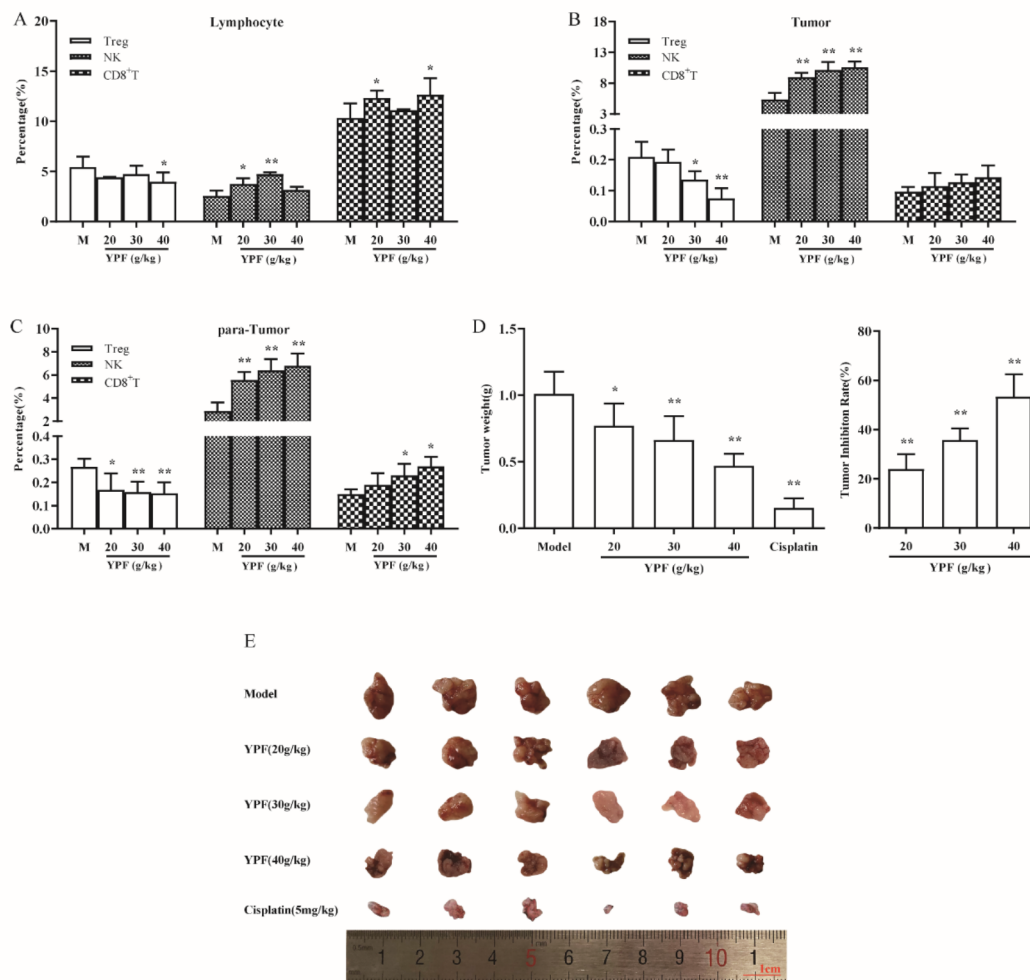 A
Lymphocyte
Treg
NK
CD8⁺T
Percentage(%)
20
15
10
5
0
* * ** * *
M 20 30 40 M 20 30 40 M 20 30 40
YPF (g/kg) YPF (g/kg) YPF (g/kg)
B
Tumor
Treg
NK
CD8⁺T
Percentage(%)
18
13
8
3
0.3
0.2
0.1
0.0
* ** ** ** **
M 20 30 40 M 20 30 40 M 20 30 40
YPF (g/kg) YPF (g/kg) YPF (g/kg)
C
para-Tumor
Treg
NK
CD8⁺T
Percentage(%)
10
8
6
4
2
0.4
0.3
0.2
0.1
0.0
* ** ** ** ** ** * *
M 20 30 40 M 20 30 40 M 20 30 40
YPF (g/kg) YPF (g/kg) YPF (g/kg)
D
Tumor weight(g)
1.5
1.0
0.5
0.0
* ** ** **
Model 20 30 40 Cisplatin
YPF (g/kg)
Tumor Inhibiton Rate(%)
80
60
40
20
0
** ** **
20 30 40
YPF (g/kg)
E
Model
YPF(20g/kg)
YPF(30g/kg)
YPF(40g/kg)
Cisplatin(5mg/kg)
1 2 3 4 5 6 7 8 9 10 1
1cm